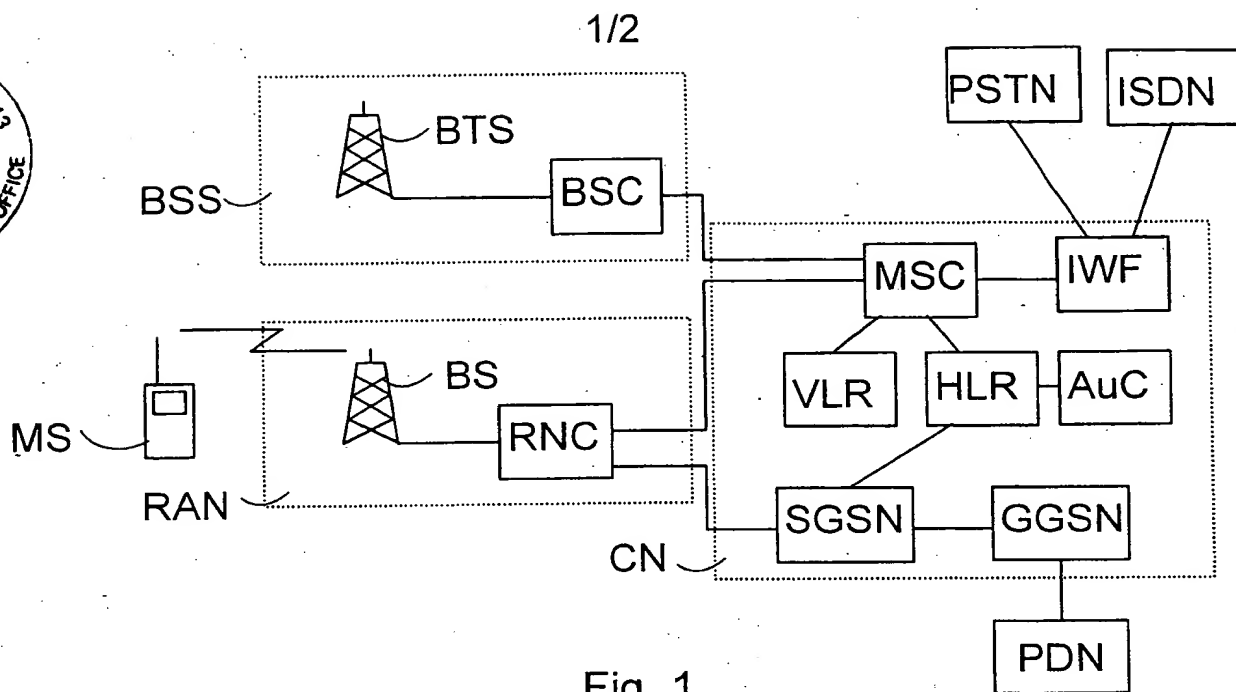 1/2
OFFICE
PSTN
ISDN
BTS
BSS
BSC
MSC
IWF
VLR
HLR
AuC
BS
MS
RNC
RAN
SGSN
GGSN
CN
PDN
Fig. 1